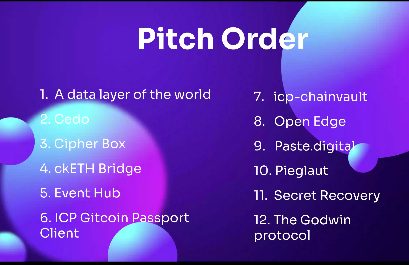 Pitch Order
1. A data layer of the world
2. Cedo
3. Cipher Box
4. ckETH Bridge
5. Event Hub
6. ICP Gitcoin Passport
Client
7. icp-chainvault
8. Open Edge
9. Paste.digital
10. Pieglaut
11. Secret Recovery
12. The Godwin
protocol